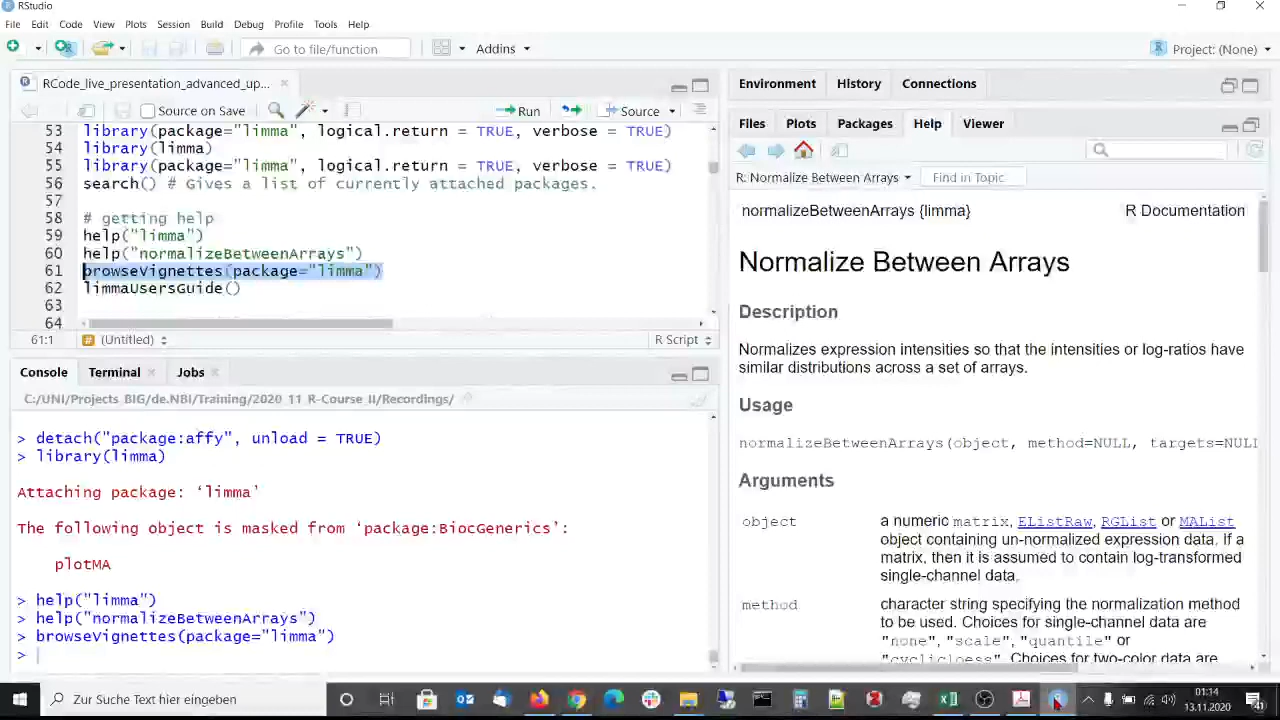 RStudio
File Edit Code View Plots Session Build Debug Profile Tools Help
Go to file/function
Addins
Project: (None)
RCode_live_presentation_advanced_up...
Source on Save
Run
Source
53 library(package="limma", logical.return = TRUE, verbose = TRUE)
54 library(limma)
55 library(package="limma", logical.return = TRUE, verbose = TRUE)
56 search() # Gives a list of currently attached packages.
57
58 # getting help
59 help("limma")
60 help("normalizeBetweenArrays")
61 browseVignettes(package="limma")
62 limmaUsersGuide()
63
64
61:1 (Untitled) R Script
Console Terminal Jobs
C:/UNI/Projects_BIG/de.NBI/Training/2020_11_R-Course_II/Recordings/
> detach("package:affy", unload = TRUE)
> library(limma)
Attaching package: ‘limma’
The following object is masked from ‘package:BiocGenerics’:
plotMA
> help("limma")
> help("normalizeBetweenArrays")
> browseVignettes(package="limma")
>
Environment History Connections
Files Plots Packages Help Viewer
R: Normalize Between Arrays Find in Topic
normalizeBetweenArrays {limma} R Documentation
Normalize Between Arrays
Description
Normalizes expression intensities so that the intensities or log-ratios have
similar distributions across a set of arrays.
Usage
normalizeBetweenArrays(object, method=NULL, targets=NULL
Arguments
object a numeric matrix, EListRaw, RGList or MAList
object containing un-normalized expression data. If a
matrix, then it is assumed to contain log-transformed
single-channel data.
method character string specifying the normalization method
to be used. Choices for single-channel data are
"none", "scale", "quantile" or
"cyclicloess". Choices for two-color data are
Zur Suche Text hier eingeben
01:14
13.11.2020
41